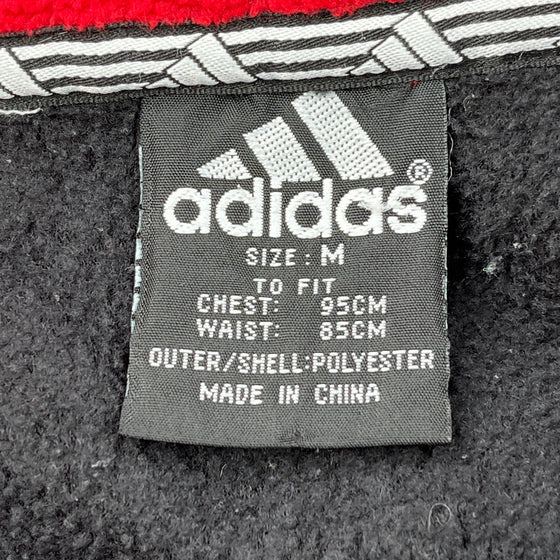 adidas®
SIZE: M
TO FIT
CHEST: 95CM
WAIST: 85CM
OUTER/SHELL:POLYESTER
MADE IN CHINA